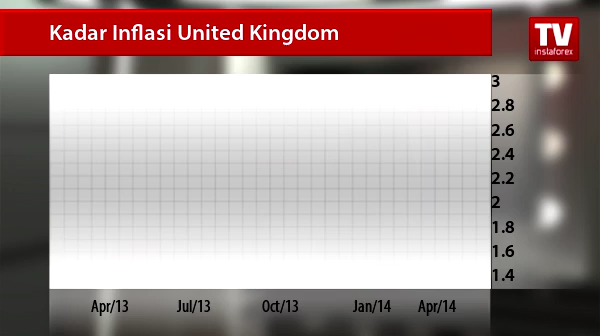 Kadar Inflasi United Kingdom
TV
instaforex
3
2.8
2.6
2.4
2.2
2
1.8
1.6
1.4
Apr/13 Jul/13 Oct/13 Jan/14 Apr/14